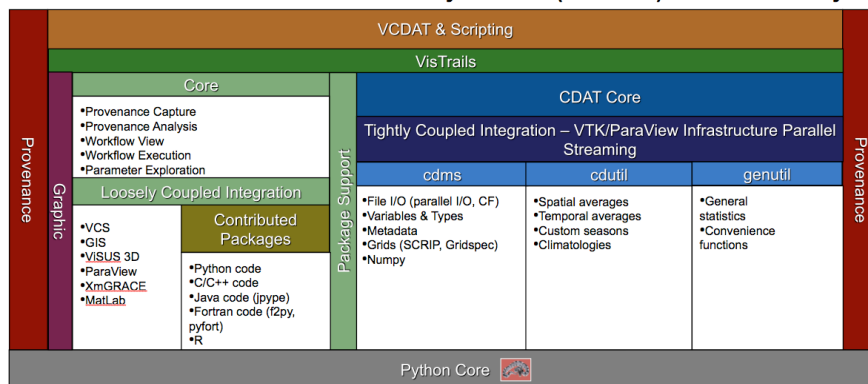 VCDAT & Scripting
VisTrails
Provenance
Graphic
Core
•Provenance Capture
•Provenance Analysis
•Workflow View
•Workflow Execution
•Parameter Exploration
Loosely Coupled Integration
•VCS
•GIS
•ViSUS 3D
•ParaView
•XmGRACE
•MatLab
Contributed
Packages
•Python code
•C/C++ code
•Java code (jpype)
•Fortran code (f2py,
pyfort)
•R
Package Support
CDAT Core
Tightly Coupled Integration – VTK/ParaView Infrastructure Parallel
Streaming
cdms
•File I/O (parallel I/O, CF)
•Variables & Types
•Metadata
•Grids (SCRIP, Gridspec)
•Numpy
cdutil
•Spatial averages
•Temporal averages
•Custom seasons
•Climatologies
genutil
•General
statistics
•Convenience
functions
Provenance
Python Core